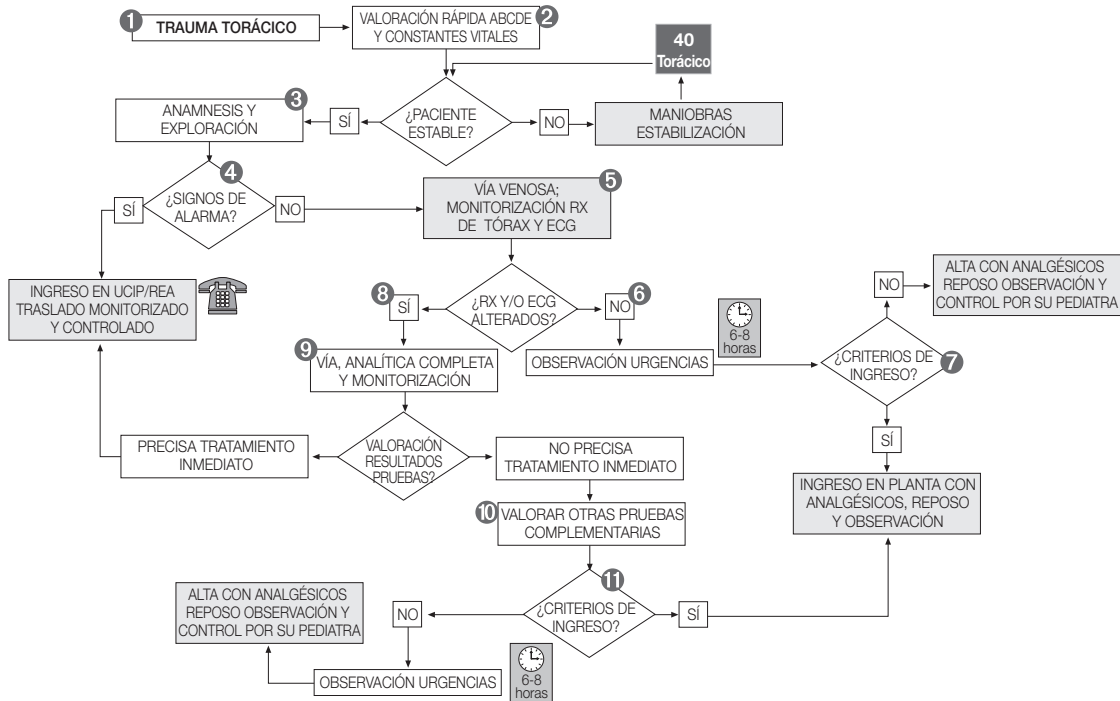 1
TRAUMA TORÁCICO
2
VALORACIÓN RÁPIDA ABCDE
Y CONSTANTES VITALES
40
Torácico
3
ANAMNESIS Y
EXPLORACIÓN
SÍ
¿PACIENTE
ESTABLE?
NO
MANIOBRAS
ESTABILIZACIÓN
4
¿SIGNOS DE
ALARMA?
SÍ
NO
5
VÍA VENOSA;
MONITORIZACIÓN RX
DE TÓRAX Y ECG
INGRESO EN UCIP/REA
TRASLADO MONITORIZADO
Y CONTROLADO
8
SÍ
¿RX Y/O ECG
ALTERADOS?
NO
6
OBSERVACIÓN URGENCIAS
6-8
horas
NO
ALTA CON ANALGÉSICOS
REPOSO OBSERVACIÓN Y
CONTROL POR SU PEDIATRA
¿CRITERIOS DE
INGRESO?
7
SÍ
9
VÍA, ANALÍTICA COMPLETA
Y MONITORIZACIÓN
PRECISA TRATAMIENTO
INMEDIATO
VALORACIÓN
RESULTADOS
PRUEBAS?
NO PRECISA
TRATAMIENTO INMEDIATO
INGRESO EN PLANTA CON
ANALGÉSICOS, REPOSO
Y OBSERVACIÓN
10
VALORAR OTRAS PRUEBAS
COMPLEMENTARIAS
11
¿CRITERIOS DE
INGRESO?
SÍ
NO
ALTA CON ANALGÉSICOS
REPOSO OBSERVACIÓN Y
CONTROL POR SU PEDIATRA
OBSERVACIÓN URGENCIAS
6-8
horas